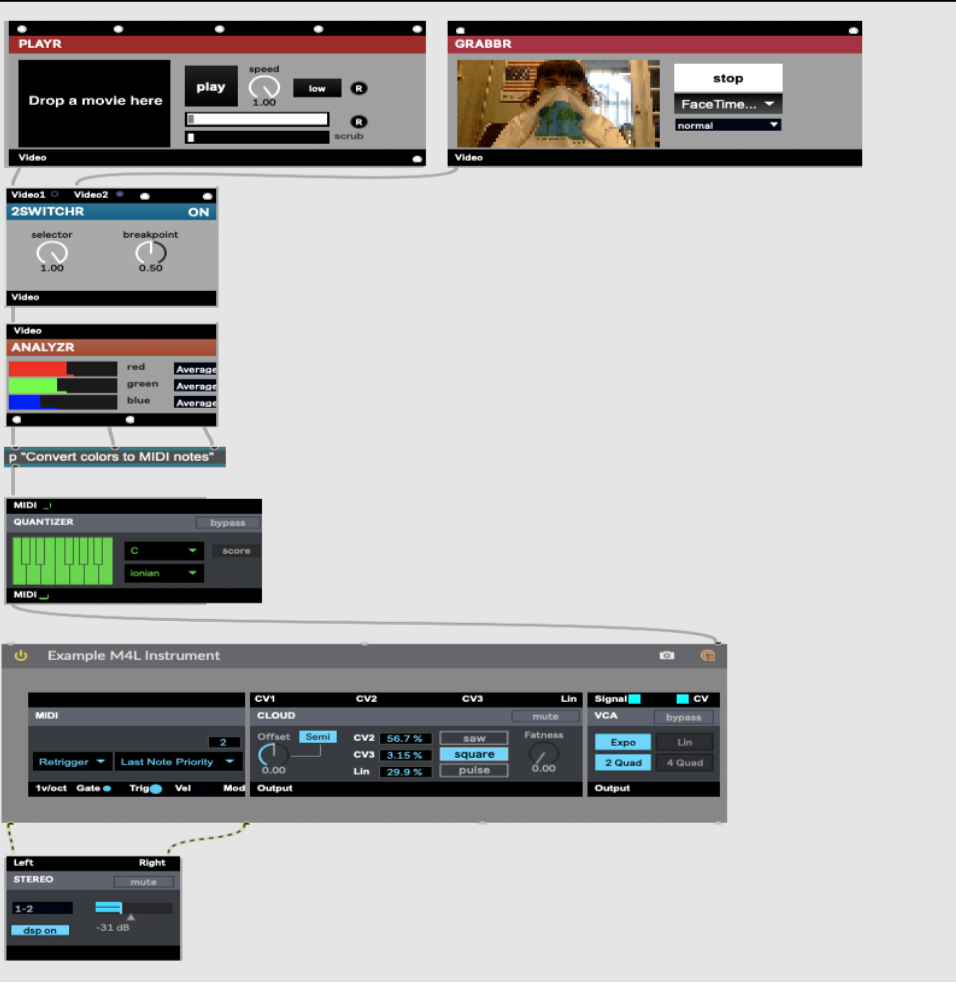 PLAYR
Drop a movie here
play
speed
1.00
low
R
R
scrub
Video
GRABBR
stop
FaceTime...
normal
Video
Video1 Video2
2SWITCHR ON
selector breakpoint
1.00 0.50
Video
Video
ANALYZR
red Average
green Average
blue Average
p "Convert colors to MIDI notes"
MIDI
QUANTIZER bypass
C score
ionian
MIDI
Example M4L Instrument
MIDI
2
Retrigger Last Note Priority
1v/oct Gate Trig Vel Mod
CV1 CV2 CV3 Lin
CLOUD mute
Offset Semi
0.00
CV2 56.7 % saw
CV3 3.15 % square
Lin 29.9 % pulse
Fatness
0.00
Output
Signal CV
VCA bypass
Expo Lin
2 Quad 4 Quad
Output
Left Right
STEREO mute
1-2
dsp on -31 dB